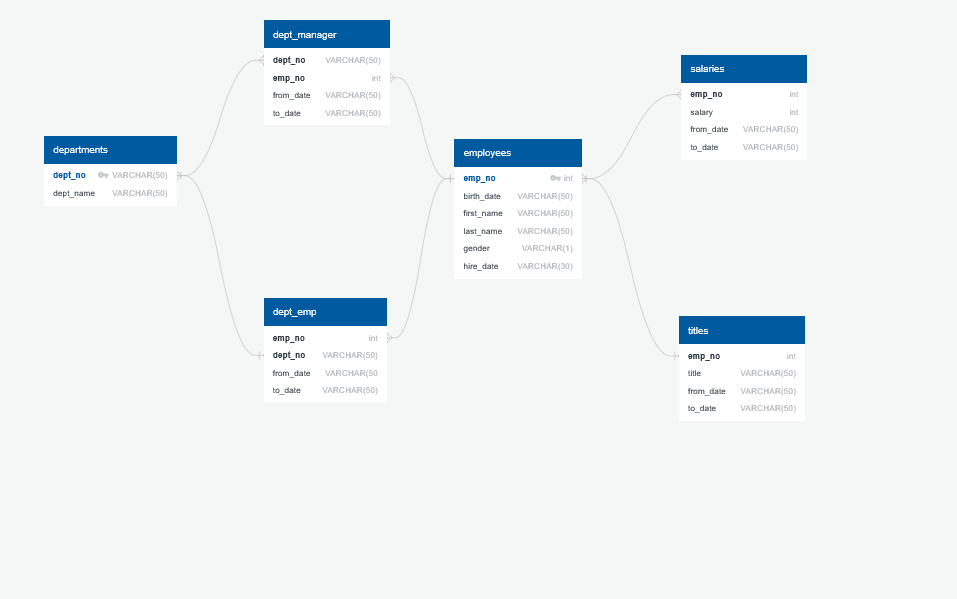 dept_manager
dept_no VARCHAR(50)
emp_no int
from_date VARCHAR(50)
to_date VARCHAR(50)
salaries
emp_no int
salary int
from_date VARCHAR(50)
to_date VARCHAR(50)
departments
dept_no VARCHAR(50)
dept_name VARCHAR(50)
employees
emp_no int
birth_date VARCHAR(50)
first_name VARCHAR(50)
last_name VARCHAR(50)
gender VARCHAR(1)
hire_date VARCHAR(30)
dept_emp
emp_no int
dept_no VARCHAR(50)
from_date VARCHAR(50
to_date VARCHAR(50)
titles
emp_no int
title VARCHAR(50)
from_date VARCHAR(50)
to_date VARCHAR(50)